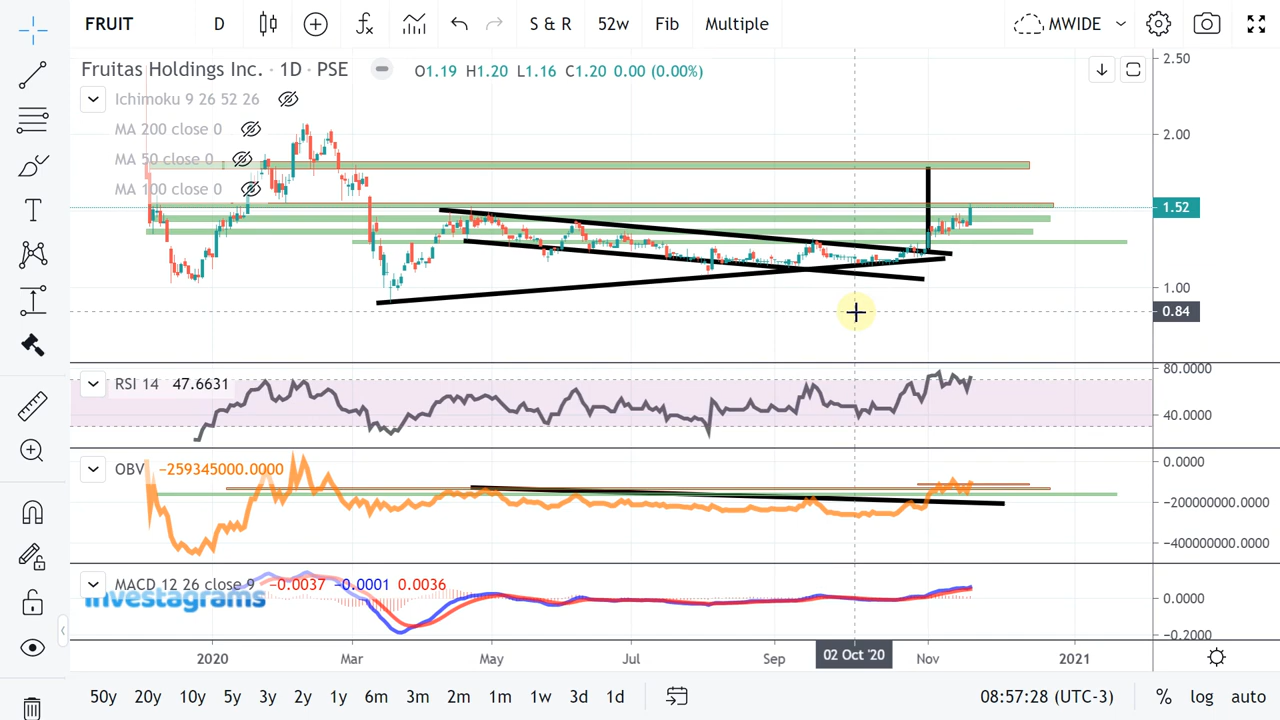 FRUIT D S & R 52w Fib Multiple MWIDE
Fruitas Holdings Inc. · 1D · PSE O1.19 H1.20 L1.16 C1.20 0.00 (0.00%)
Ichimoku 9 26 52 26
MA 200 close 0
MA 50 close 0
MA 100 close 0
2.50
2.00
1.52
1.00
0.84
RSI 14 47.6631
80.0000
40.0000
OBV −259345000.0000
0.0000
−200000000.0000
−400000000.0000
MACD 12 26 close 9 −0.0037 −0.0001 0.0036
Investagrams
0.0000
−0.2000
2020 Mar May Jul Sep 02 Oct '20 Nov 2021
50y 20y 10y 5y 3y 2y 1y 6m 3m 2m 1m 1w 3d 1d 08:57:28 (UTC-3) % log auto